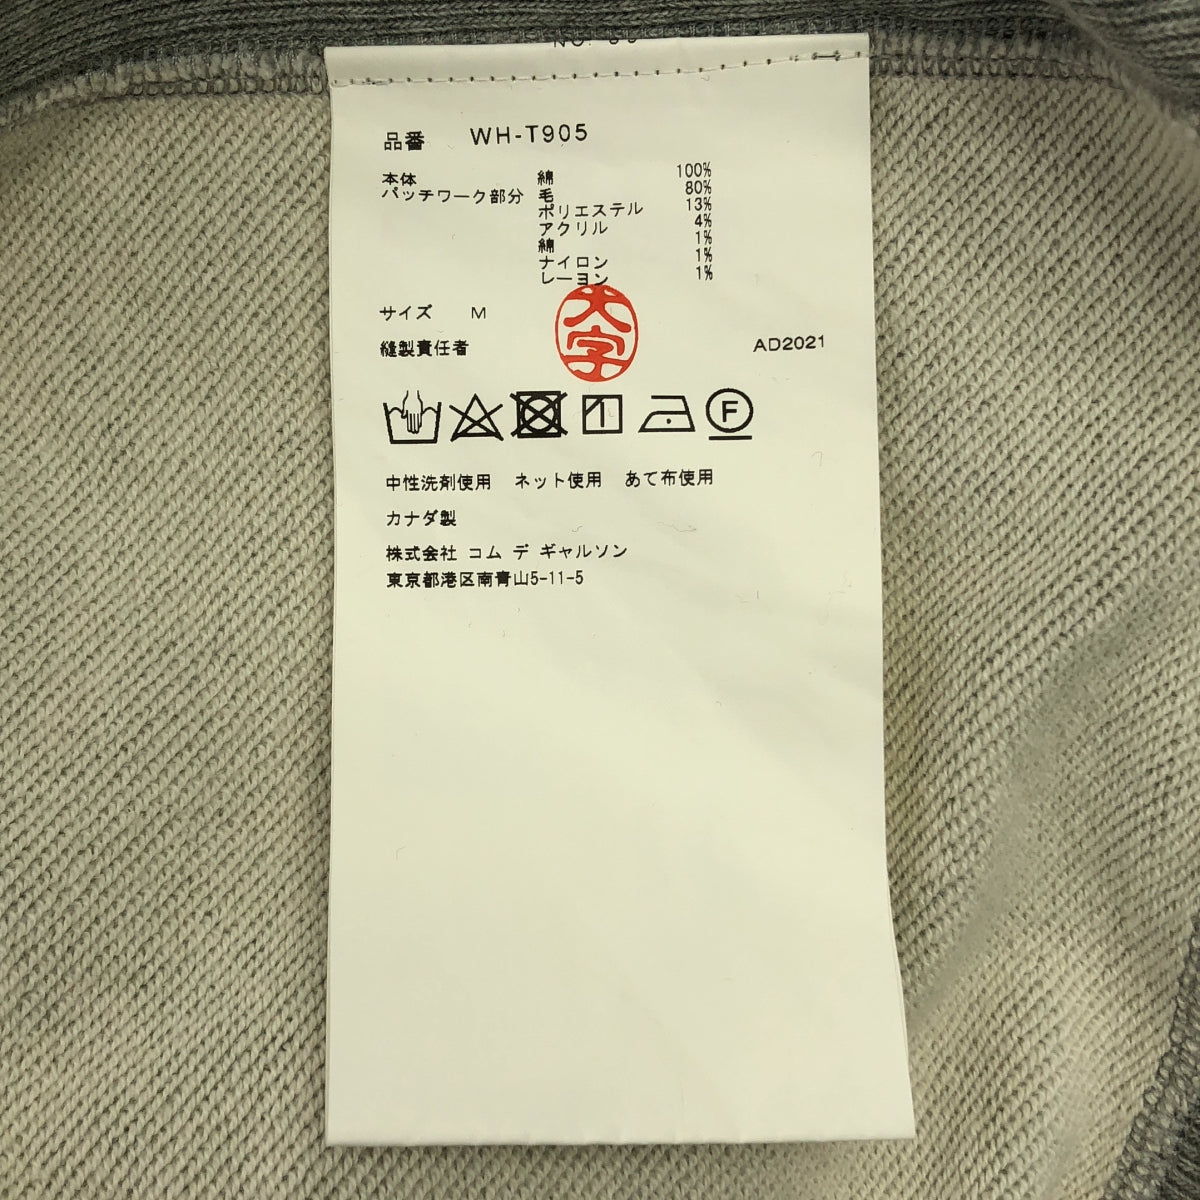 品番 WH-T905
本体 綿 100%
パッチワーク部分 毛 80%
ポリエステル 13%
アクリル 4%
綿 1%
ナイロン 1%
レーヨン 1%
サイズ M
縫製責任者 大字 AD2021
F
中性洗剤使用 ネット使用 あて布使用
カナダ製
株式会社 コム デ ギャルソン
東京都港区南青山5-11-5